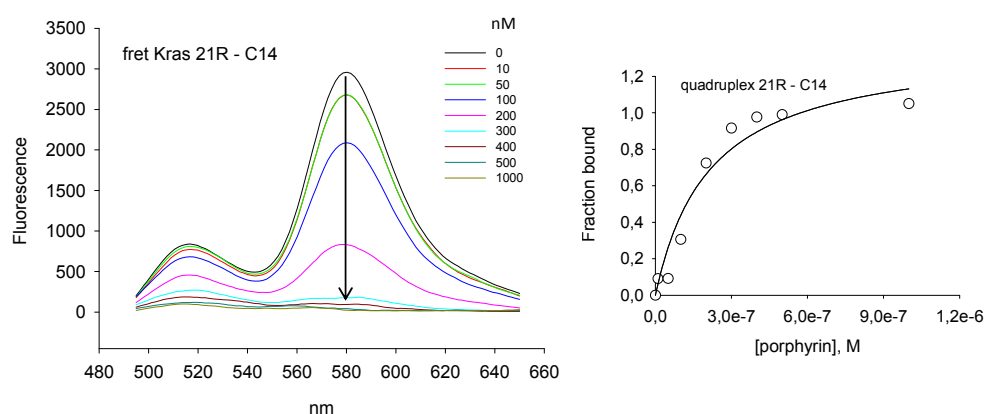 nM
fret Kras 21R - C14
0
10
50
100
200
300
400
500
1000
3500
3000
2500
2000
1500
1000
500
0
Fluorescence
480 500 520 540 560 580 600 620 640 660
nm
quadruplex 21R - C14
1,2
1,0
0,8
0,6
0,4
0,2
0,0
Fraction bound
0,0 3,0e-7 6,0e-7 9,0e-7 1,2e-6
[porphyrin], M